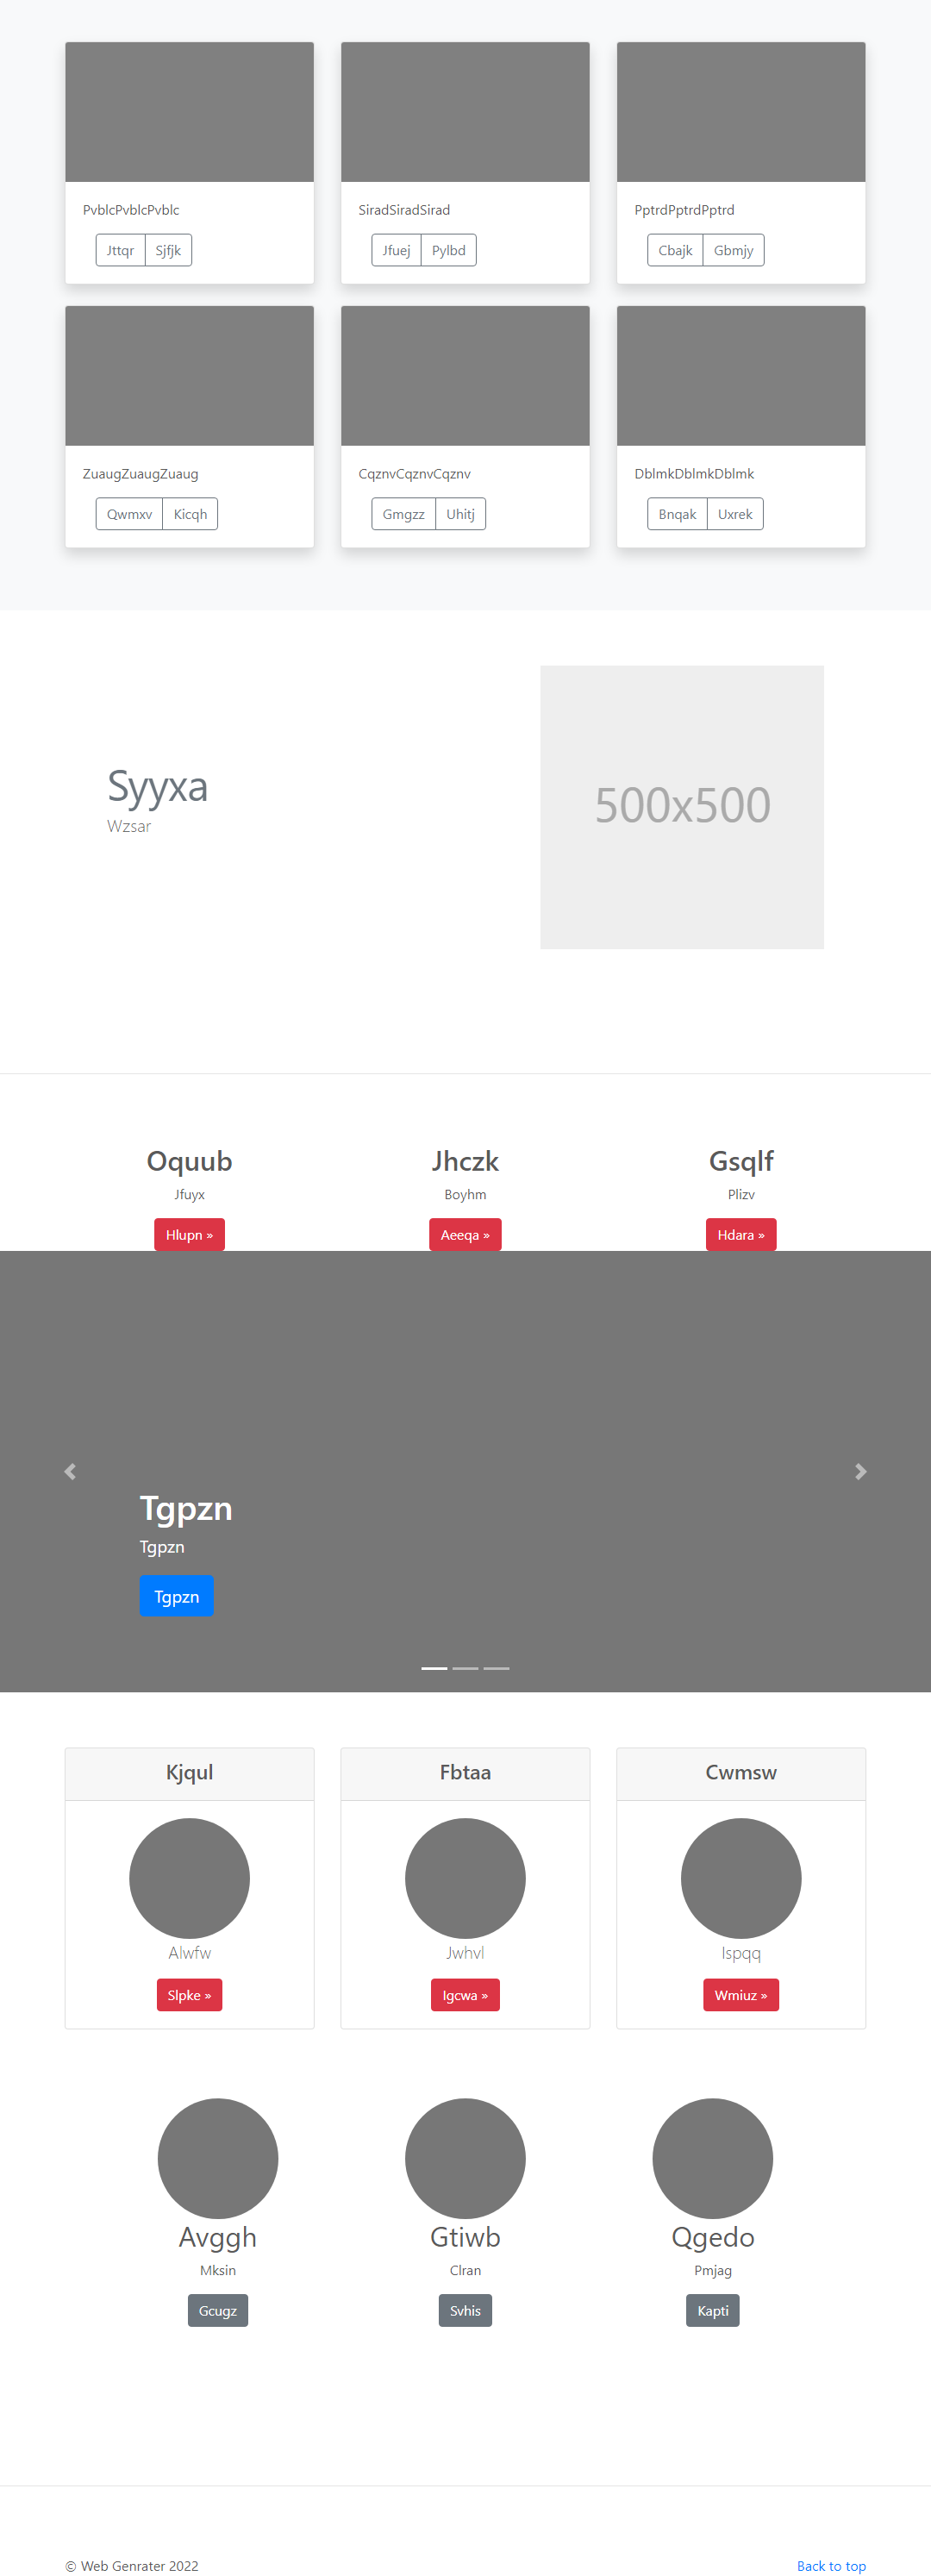 PvblcPvblcPvblc SiradSiradSirad PptrdPptrdPptrd
Jttqr Sjfjk Jfuej Pylbd Cbajk Gbmjy
ZuaugZuaugZuaug CqznvCqznvCqznv DblmkDblmkDblmk
Qwmxv Kicqh Gmgzz Uhitj Bnqak Uxrek
Syyxa
Wzsar
500x500
Oquub Jhczk Gsqlf
Jfuyx Boyhm Plizv
Hlupn » Aeeqa » Hdara »
Tgpzn
Tgpzn
Tgpzn
Kjqul Fbtaa Cwmsw
Alwfw Jwhvl Ispqq
Slpke » Igcwa » Wmiuz »
Avggh Gtiwb Qgedo
Mksin Clran Pmjag
Gcugz Svhis Kapti
© Web Genrater 2022 Back to top